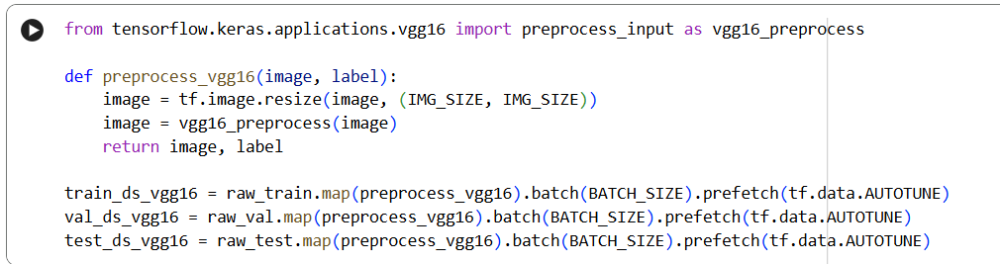 from tensorflow.keras.applications.vgg16 import preprocess_input as vgg16_preprocess
def preprocess_vgg16(image, label):
    image = tf.image.resize(image, (IMG_SIZE, IMG_SIZE))
    image = vgg16_preprocess(image)
    return image, label
train_ds_vgg16 = raw_train.map(preprocess_vgg16).batch(BATCH_SIZE).prefetch(tf.data.AUTOTUNE)
val_ds_vgg16 = raw_val.map(preprocess_vgg16).batch(BATCH_SIZE).prefetch(tf.data.AUTOTUNE)
test_ds_vgg16 = raw_test.map(preprocess_vgg16).batch(BATCH_SIZE).prefetch(tf.data.AUTOTUNE)